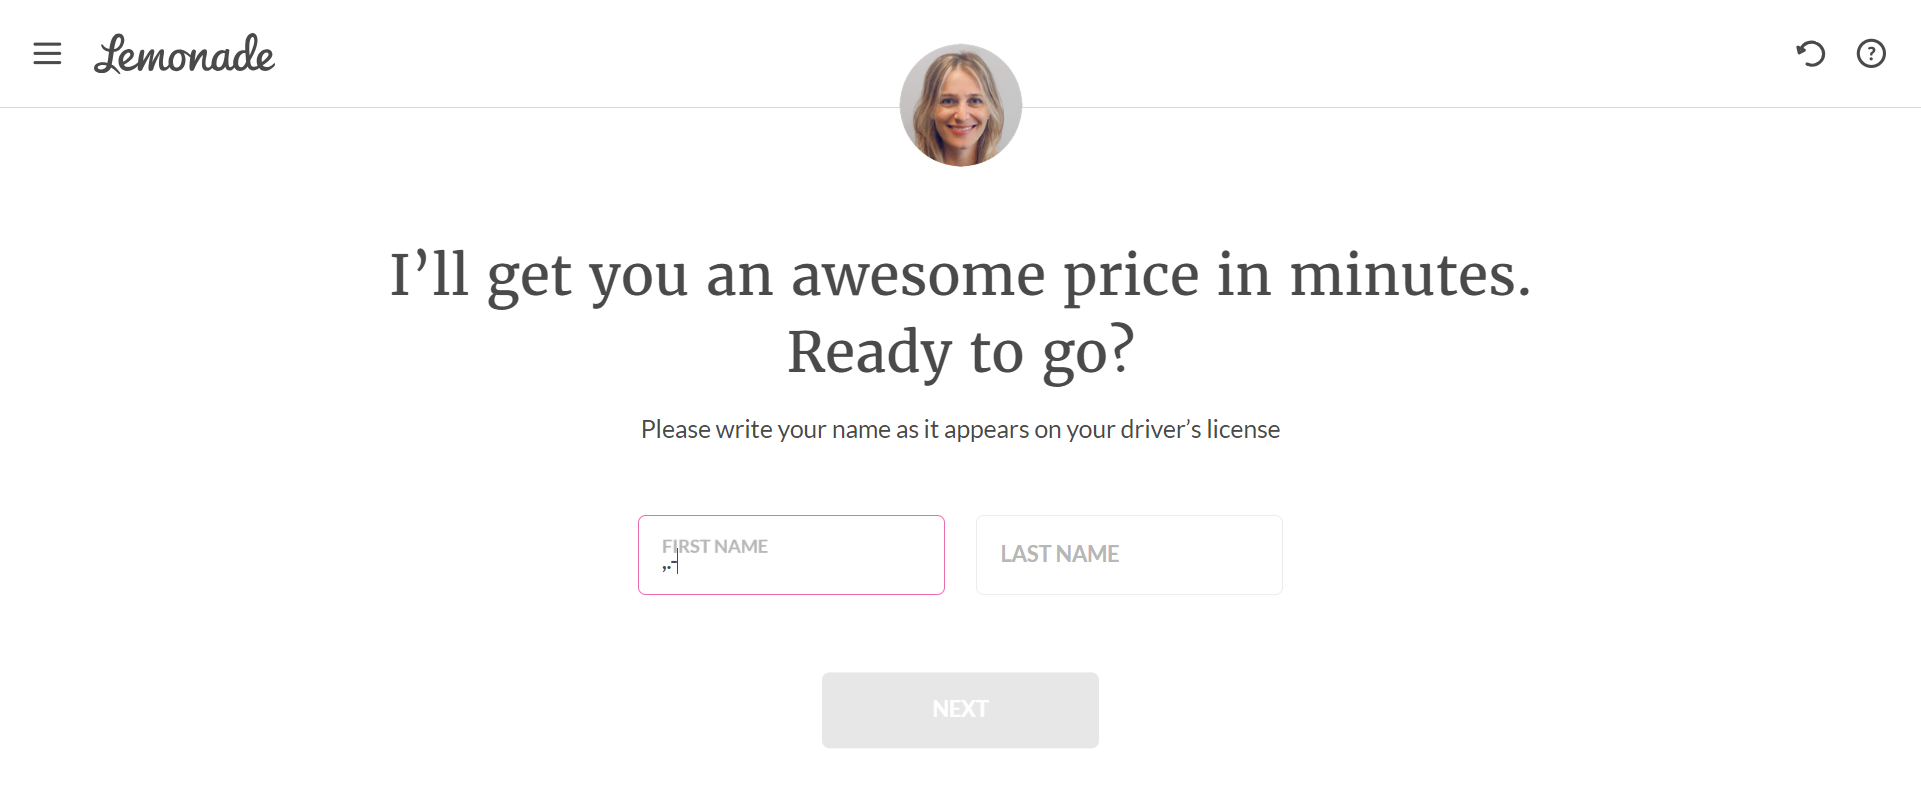 Lemonade
I’ll get you an awesome price in minutes.
Ready to go?
Please write your name as it appears on your driver’s license
FIRST NAME
,.-
LAST NAME
NEXT